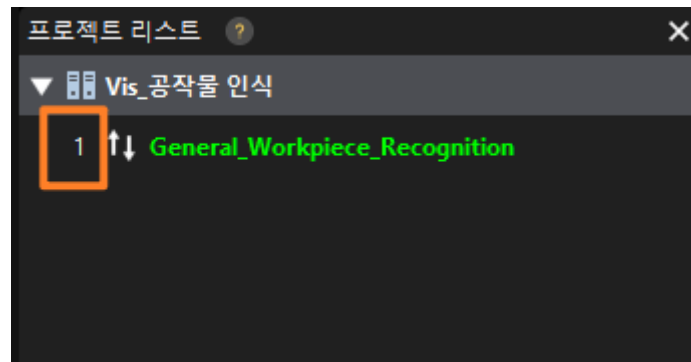 프로젝트 리스트 ?
Vis_공작물 인식
1 General_Workpiece_Recognition